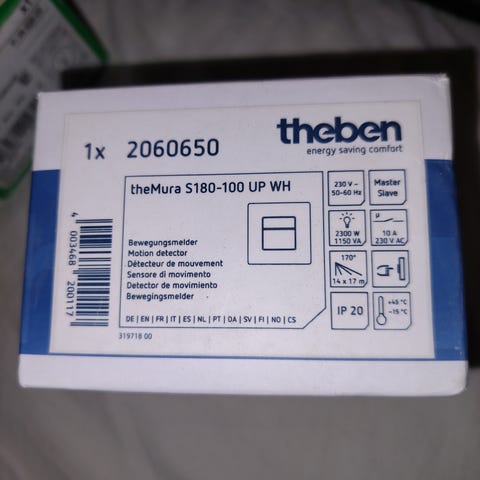 theben
energy saving comfort
1x 2060650
theMura S180-100 UP WH
Bewegungsmelder
Motion detector
Détecteur de mouvement
Sensore di movimento
Detector de movimiento
Bewegingsmelder
DE | EN | FR | IT | ES | NL | PT | DA | SV | FI | NO | CS
319718 00
4 003468 200117
230 V ~
50-60 Hz
Master
Slave
2300 W
1150 VA
µ
10 A
230 V AC
170°
14 x 17 m
IP 20
+45 °C
-15 °C